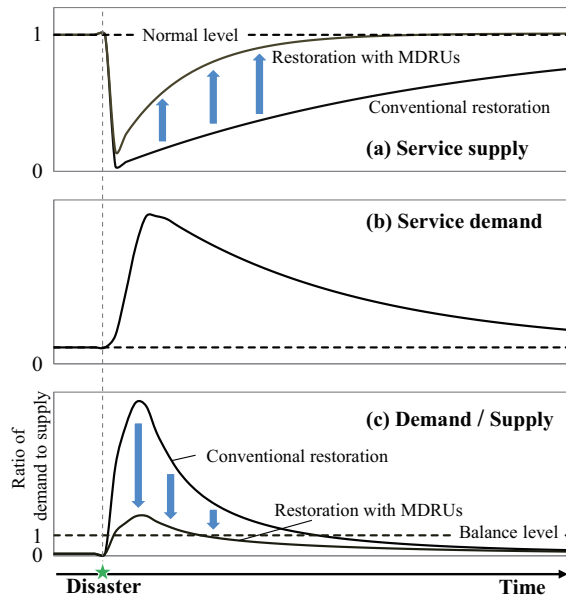 1
Normal level
Restoration with MDRUs
Conventional restoration
(a) Service supply
0
(b) Service demand
0
Ratio of
demand to supply
(c) Demand / Supply
Conventional restoration
Restoration with MDRUs
1
Balance level
0
Disaster
Time